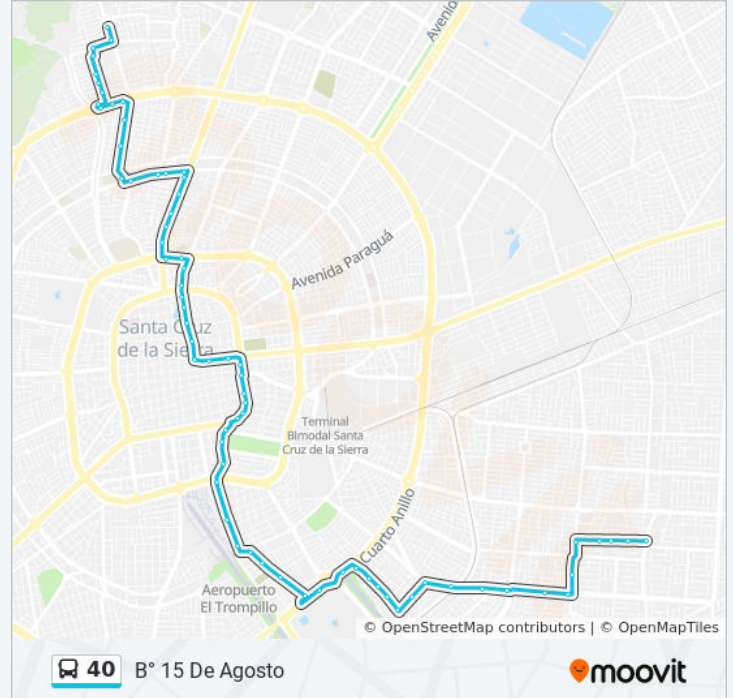 Avenio
Avenida Paraguá
Santa Cruz
de la Sierra
Terminal
Bimodal Santa
Cruz de la Sierra
Cuarto Anillo
Aeropuerto
El Trompillo
© OpenStreetMap contributors | © OpenMapTiles
40 B° 15 De Agosto
moovit